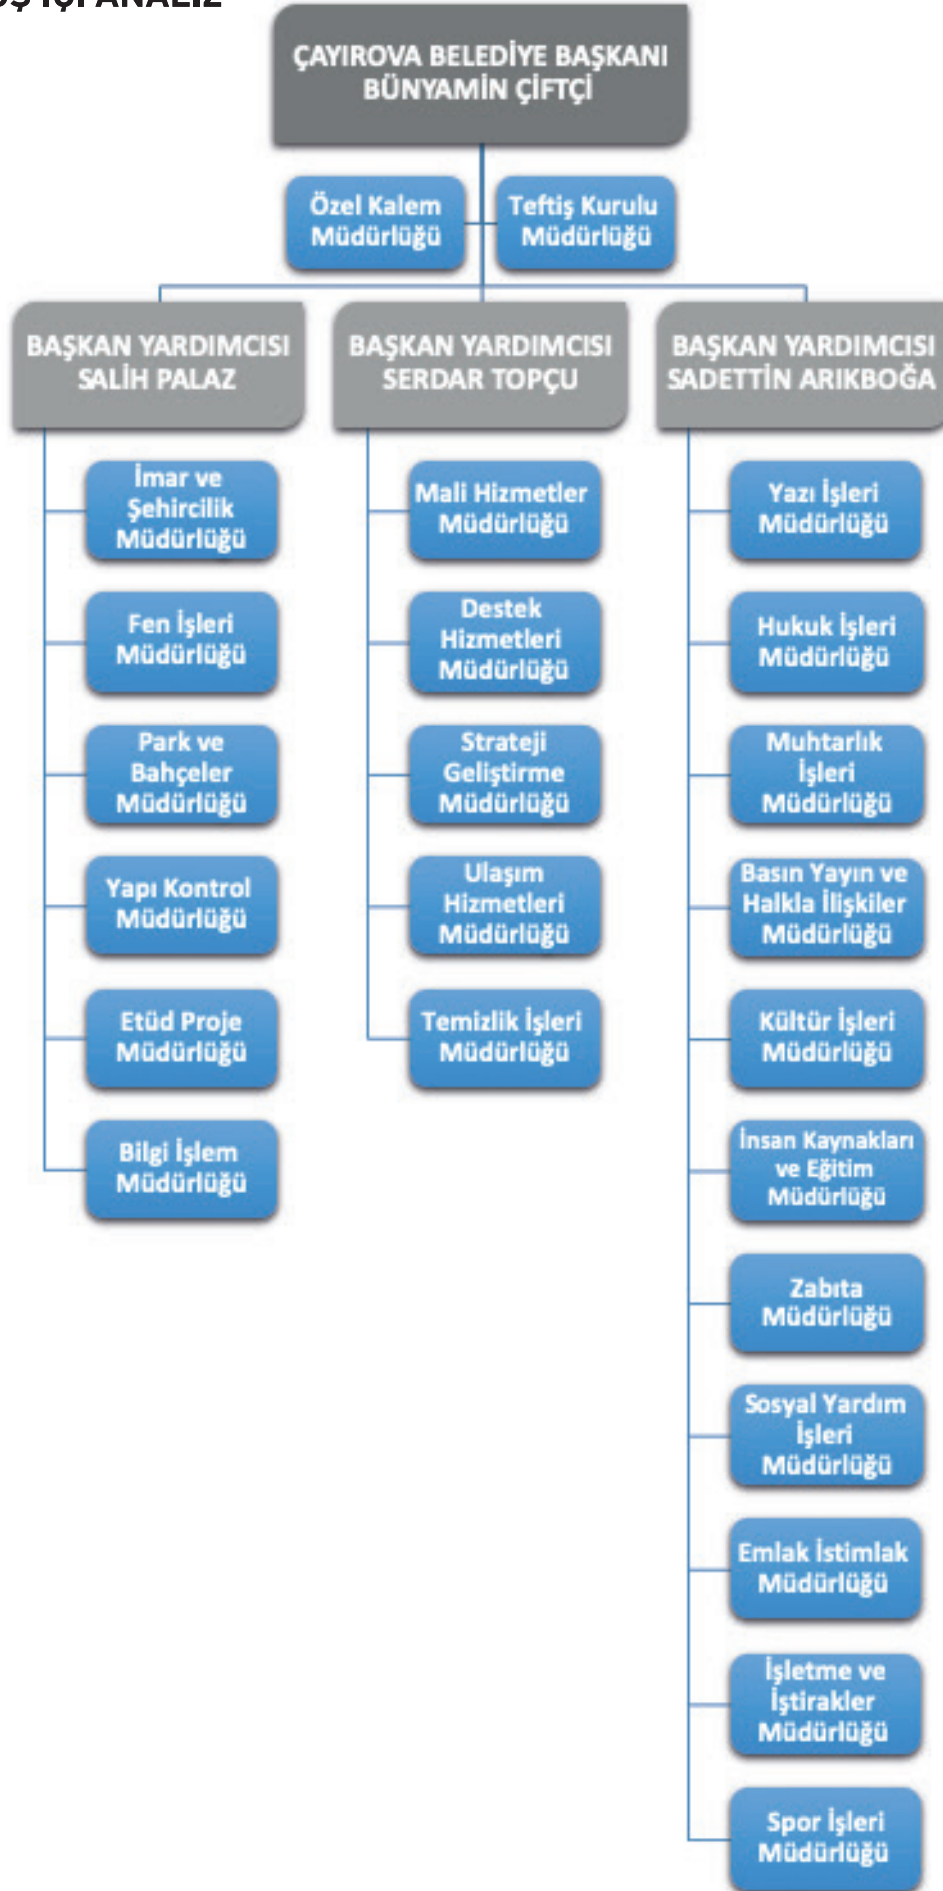 ÇAYIROVA BELEDİYE BAŞKANI
BÜNYAMİN ÇİFTÇİ
Özel Kalem
Müdürlüğü
Teftiş Kurulu
Müdürlüğü
BAŞKAN YARDIMCISI
SALİH PALAZ
İmar ve
Şehircilik
Müdürlüğü
Fen İşleri
Müdürlüğü
Park ve
Bahçeler
Müdürlüğü
Yapı Kontrol
Müdürlüğü
Etüd Proje
Müdürlüğü
Bilgi İşlem
Müdürlüğü
BAŞKAN YARDIMCISI
SERDAR TOPÇU
Mali Hizmetler
Müdürlüğü
Destek
Hizmetleri
Müdürlüğü
Strateji
Geliştirme
Müdürlüğü
Ulaşım
Hizmetleri
Müdürlüğü
Temizlik İşleri
Müdürlüğü
BAŞKAN YARDIMCISI
SADETTİN ARIKBOĞA
Yazı İşleri
Müdürlüğü
Hukuk İşleri
Müdürlüğü
Muhtarlık
İşleri
Müdürlüğü
Basın Yayın ve
Halkla İlişkiler
Müdürlüğü
Kültür İşleri
Müdürlüğü
İnsan Kaynakları
ve Eğitim
Müdürlüğü
Zabıta
Müdürlüğü
Sosyal Yardım
İşleri
Müdürlüğü
Emlak İstimlak
Müdürlüğü
İşletme ve
İştirakler
Müdürlüğü
Spor İşleri
Müdürlüğü